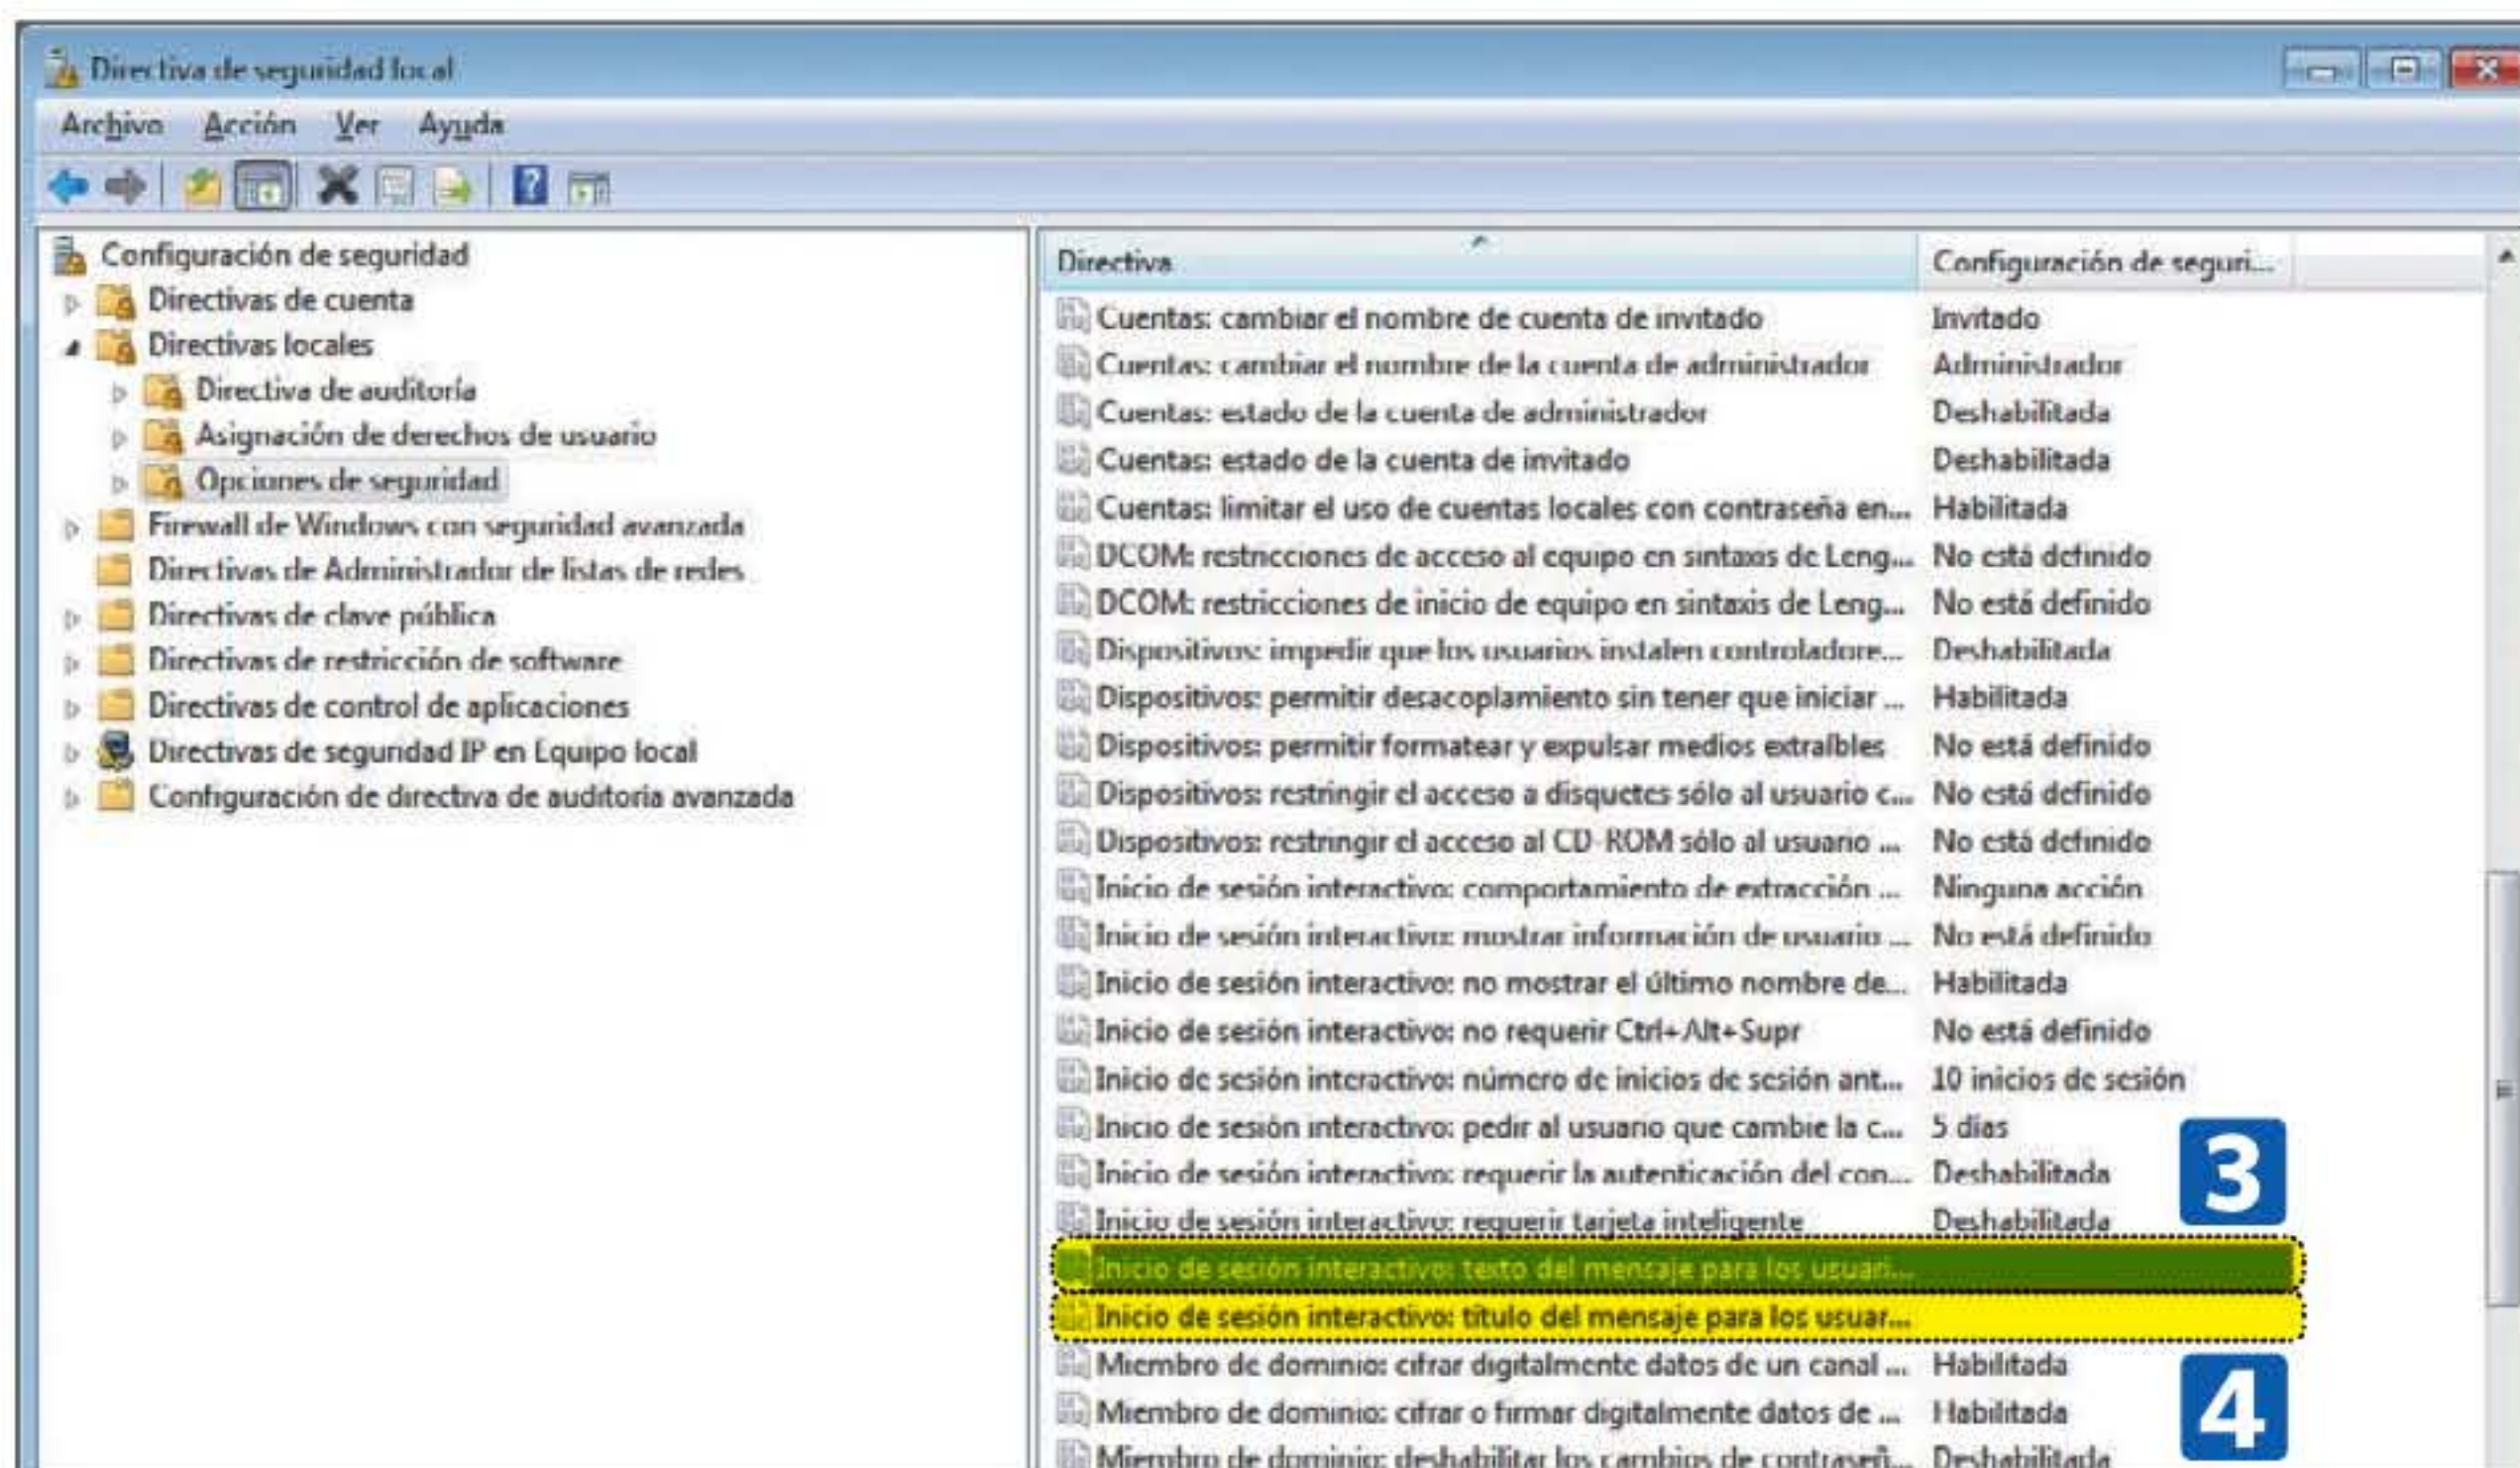 Directiva de seguridad local
Archivo Acción Ver Ayuda
Configuración de seguridad
Directivas de cuenta
Directivas locales
Directiva de auditoría
Asignación de derechos de usuario
Opciones de seguridad
Firewall de Windows con seguridad avanzada
Directivas de Administrador de listas de redes
Directivas de clave pública
Directivas de restricción de software
Directivas de control de aplicaciones
Directivas de seguridad IP en Equipo local
Configuración de directiva de auditoría avanzada
Directiva Configuración de seguri...
Cuentas: cambiar el nombre de cuenta de invitado Invitado
Cuentas: cambiar el nombre de la cuenta de administrador Administrador
Cuentas: estado de la cuenta de administrador Deshabilitada
Cuentas: estado de la cuenta de invitado Deshabilitada
Cuentas: limitar el uso de cuentas locales con contraseña en... Habilitada
DCOM: restricciones de acceso al equipo en sintaxis de Leng... No está definido
DCOM: restricciones de inicio de equipo en sintaxis de Leng... No está definido
Dispositivos: impedir que los usuarios instalen controladore... Deshabilitada
Dispositivos: permitir desacoplamiento sin tener que iniciar ... Habilitada
Dispositivos: permitir formatear y expulsar medios extraíbles No está definido
Dispositivos: restringir el acceso a disquetes sólo al usuario c... No está definido
Dispositivos: restringir el acceso al CD-ROM sólo al usuario ... No está definido
Inicio de sesión interactivo: comportamiento de extracción ... Ninguna acción
Inicio de sesión interactivo: mostrar información de usuario ... No está definido
Inicio de sesión interactivo: no mostrar el último nombre de... Habilitada
Inicio de sesión interactivo: no requerir Ctrl+Alt+Supr No está definido
Inicio de sesión interactivo: número de inicios de sesión ant... 10 inicios de sesión
Inicio de sesión interactivo: pedir al usuario que cambie la c... 5 días
Inicio de sesión interactivo: requerir la autenticación del con... Deshabilitada
3
Inicio de sesión interactivo: requerir tarjeta inteligente Deshabilitada
Inicio de sesión interactivo: texto del mensaje para los usuari...
Inicio de sesión interactivo: título del mensaje para los usuar...
Miembro de dominio: cifrar digitalmente datos de un canal ... Habilitada
4
Miembro de dominio: cifrar o firmar digitalmente datos de ... Habilitada
Miembro de dominio: deshabilitar los cambios de contraseñ... Deshabilitada